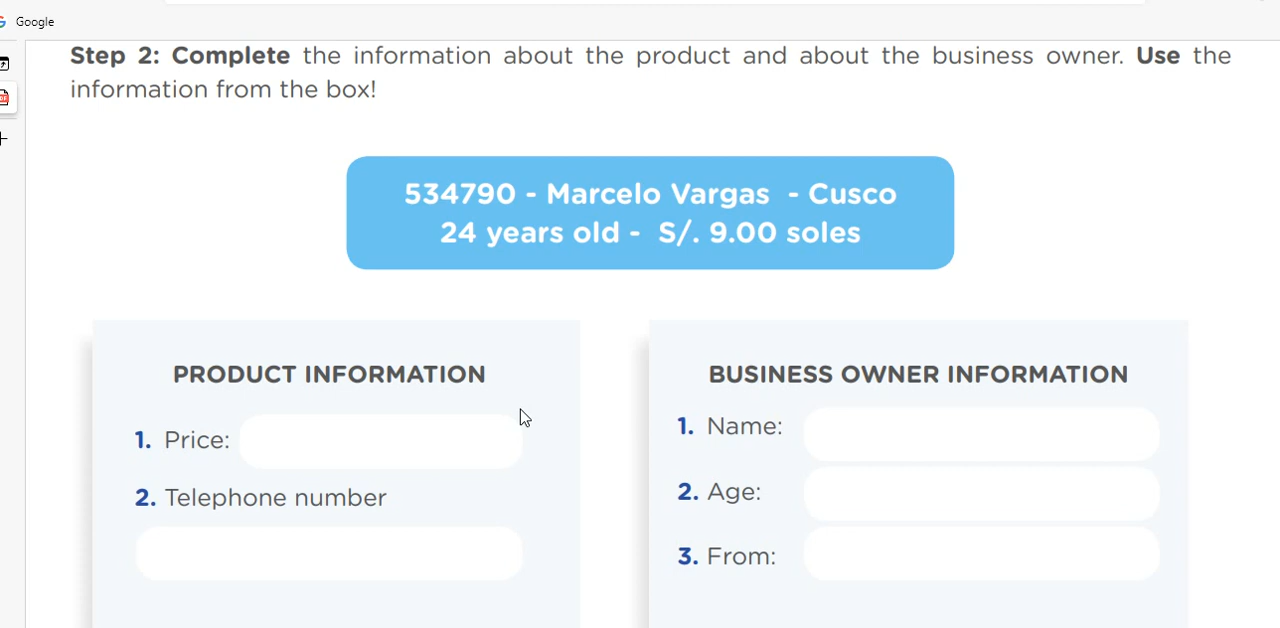 Google
Step 2: Complete the information about the product and about the business owner. Use the
information from the box!
534790 - Marcelo Vargas - Cusco
24 years old - S/. 9.00 soles
PRODUCT INFORMATION
1. Price:
2. Telephone number
BUSINESS OWNER INFORMATION
1. Name:
2. Age:
3. From: